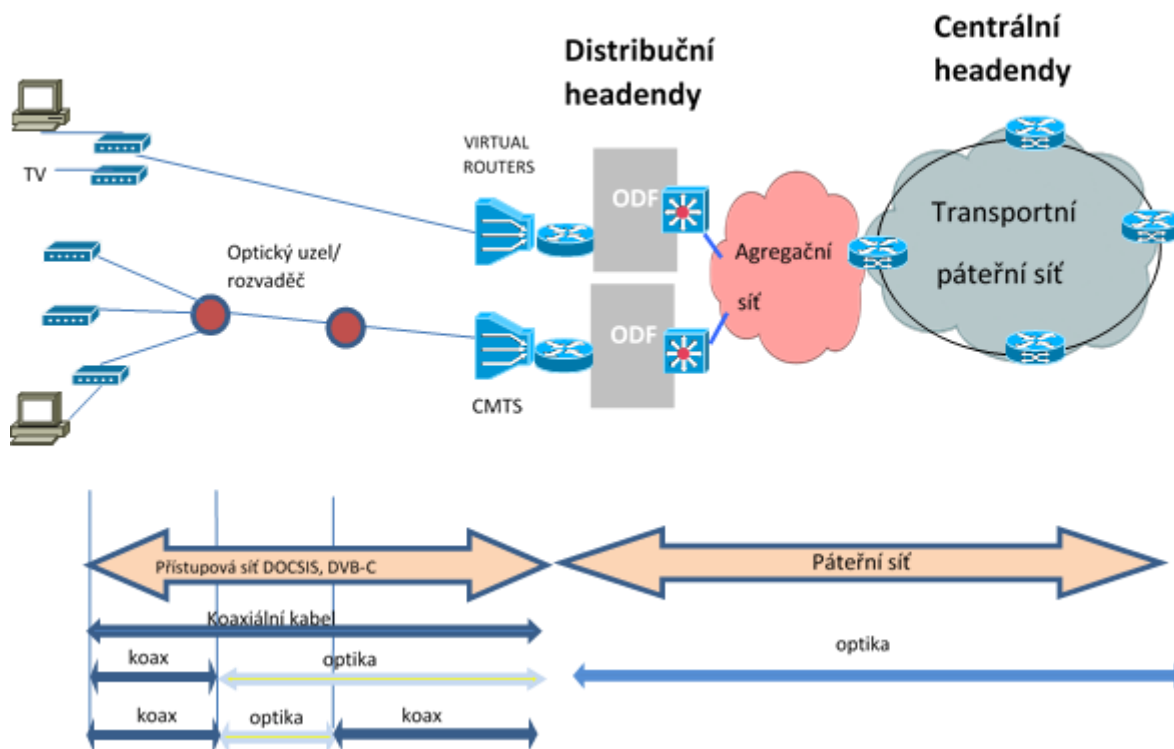 Centrální
headendy
Distribuční
headendy
VIRTUAL
ROUTERS
TV
ODF
Transportní
páteřní síť
Agregační
síť
Optický uzel/
rozvaděč
ODF
CMTS
Přístupová síť DOCSIS, DVB-C
Páteřní síť
Koaxiální kabel
koax
optika
optika
koax
optika
koax